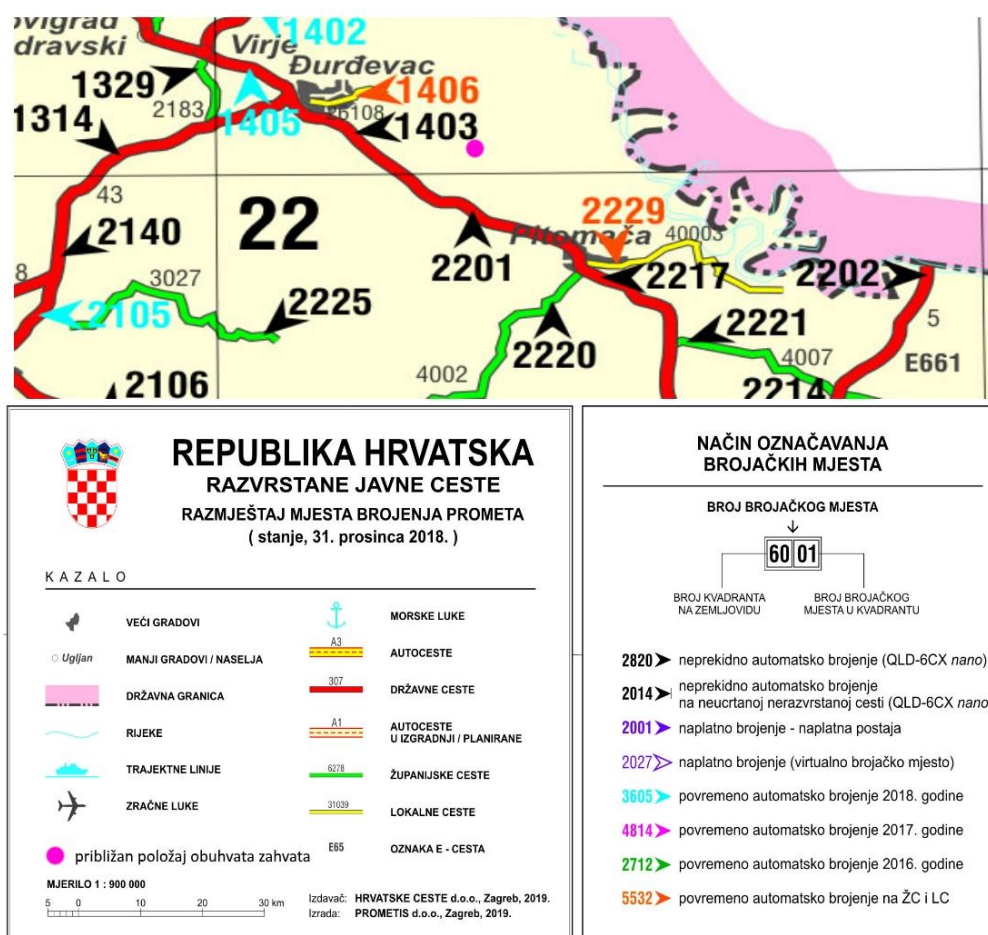 ovigrad
dravski
Virje
1402
Đurđevac
1329
1406
2183
26108
1314
1405
1403
43
22
2229
2140
Pitomača
40003
2201
2217
2202
8
3027
2105
2225
2221
5
2220
4007
E661
2106
4002
2214
REPUBLIKA HRVATSKA
RAZVRSTANE JAVNE CESTE
RAZMJEŠTAJ MJESTA BROJENJA PROMETA
( stanje, 31. prosinca 2018. )
KAZALO
VEĆI GRADOVI
Ugljan MANJI GRADOVI / NASELJA
DRŽAVNA GRANICA
RIJEKE
TRAJEKTNE LINIJE
ZRAČNE LUKE
približan položaj obuhvata zahvata
MJERILO 1 : 900 000
5 0 10 20 30 km
MORSKE LUKE
A3 AUTOCESTE
307 DRŽAVNE CESTE
A1 AUTOCESTE
U IZGRADNJI / PLANIRANE
6278 ŽUPANIJSKE CESTE
31039 LOKALNE CESTE
E65 OZNAKA E - CESTA
Izdavač: HRVATSKE CESTE d.o.o., Zagreb, 2019.
Izrada: PROMETIS d.o.o., Zagreb, 2019.
NAČIN OZNAČAVANJA
BROJAČKIH MJESTA
BROJ BROJAČKOG MJESTA
60 01
BROJ KVADRANTA
NA ZEMLJOVIDU
BROJ BROJAČKOG
MJESTA U KVADRANTU
2820 neprekidno automatsko brojenje (QLD-6CX nano)
2014 neprekidno automatsko brojenje
na neucrtanoj nerazvrstanoj cesti (QLD-6CX nano
2001 naplatno brojenje - naplatna postaja
2027 naplatno brojenje (virtualno brojačko mjesto)
3605 povremeno automatsko brojenje 2018. godine
4814 povremeno automatsko brojenje 2017. godine
2712 povremeno automatsko brojenje 2016. godine
5532 povremeno automatsko brojenje na ŽC i LC